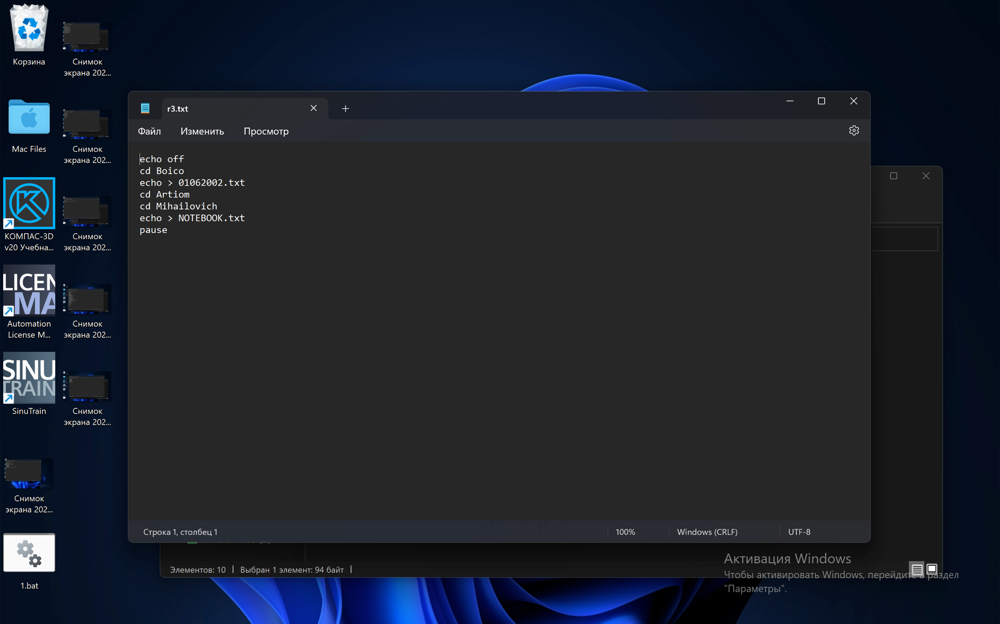 Корзина
Снимок
экрана 202...
Mac Files
Снимок
экрана 202...
КОМПАС-3D
v20 Учебна...
Снимок
экрана 202...
LICEN
MA
Automation
License M...
Снимок
экрана 202...
SINU
TRAIN
SinuTrain
Снимок
экрана 202...
Снимок
экрана 202...
1.bat
r3.txt
Файл Изменить Просмотр
echo off
cd Boico
echo > 01062002.txt
cd Artiom
cd Mihailovich
echo > NOTEBOOK.txt
pause
Строка 1, столбец 1 100% Windows (CRLF) UTF-8
Элементов: 10 Выбран 1 элемент: 94 байт
Активация Windows
Чтобы активировать Windows, перейдите в раздел
"Параметры".